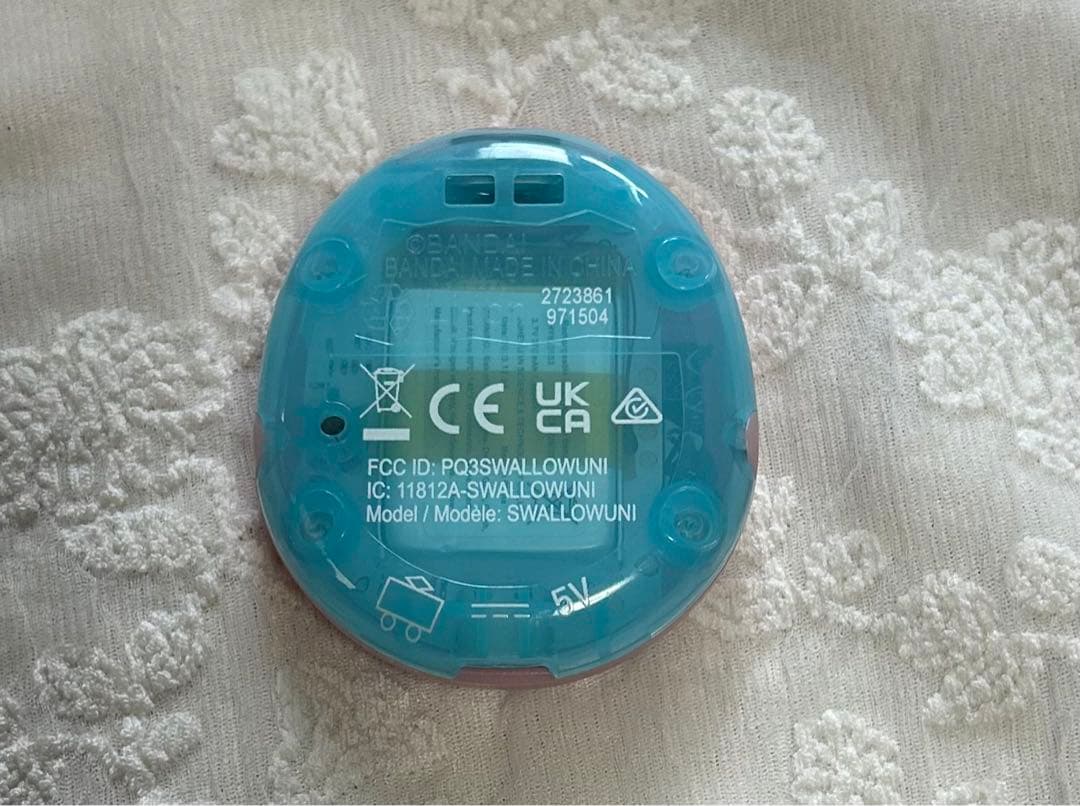 ©BANDAI
BANDAI MADE IN CHINA
2723861
971504
CE UK CA
FCC ID: PQ3SWALLOWUNI
IC: 11812A-SWALLOWUNI
Model / Modèle: SWALLOWUNI
5V